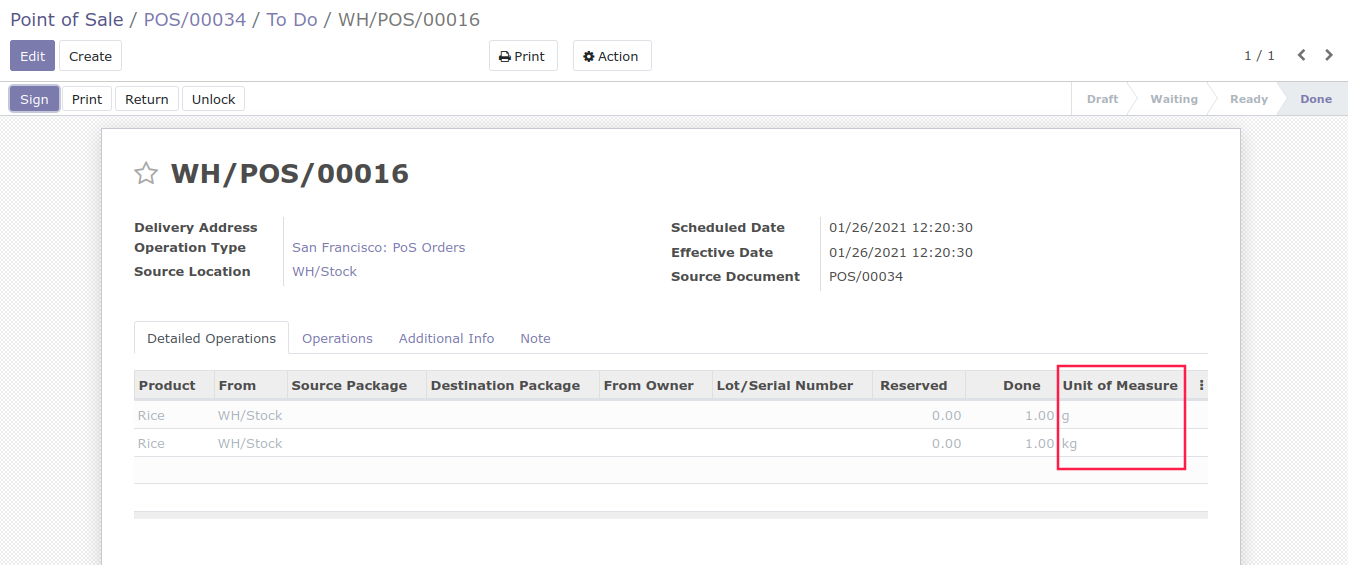 Point of Sale / POS/00034 / To Do / WH/POS/00016
Edit Create Print Action 1 / 1
Sign Print Return Unlock Draft Waiting Ready Done
WH/POS/00016
Delivery Address Scheduled Date 01/26/2021 12:20:30
Operation Type San Francisco: PoS Orders Effective Date 01/26/2021 12:20:30
Source Location WH/Stock Source Document POS/00034
Detailed Operations Operations Additional Info Note
Product From Source Package Destination Package From Owner Lot/Serial Number Reserved Done Unit of Measure
Rice WH/Stock 0.00 1.00 g
Rice WH/Stock 0.00 1.00 kg